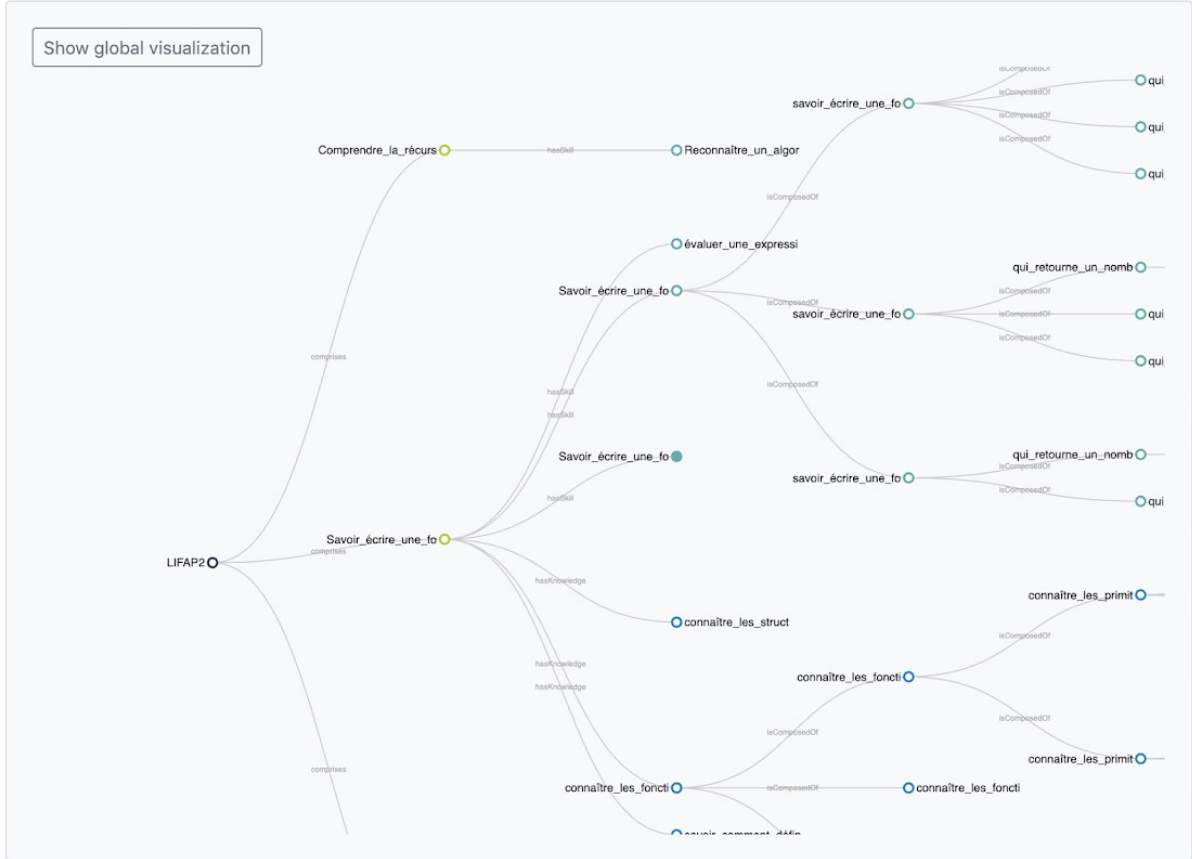 Show global visualization
isComposedOf
qui
isComposedOf
savoir_écrire_une_fo
isComposedOf
qui
isComposedOf
Comprendre_la_récurs
hasSkill
Reconnaître_un_algor
qui
isComposedOf
évaluer_une_expressi
qui_retourne_un_nomb
Savoir_écrire_une_fo
isComposedOf
isComposedOf
savoir_écrire_une_fo
isComposedOf
qui
isComposedOf
comprises
qui
isComposedOf
hasSkill
hasSkill
Savoir_écrire_une_fo
qui_retourne_un_nomb
isComposedOf
savoir_écrire_une_fo
isComposedOf
hasSkill
qui
Savoir_écrire_une_fo
comprises
LIFAP2
hasKnowledge
connaître_les_primit
connaître_les_struct
isComposedOf
hasKnowledge
connaître_les_foncti
hasKnowledge
isComposedOf
isComposedOf
connaître_les_primit
comprises
connaître_les_foncti
isComposedOf
connaître_les_foncti
savoir_comment_défin